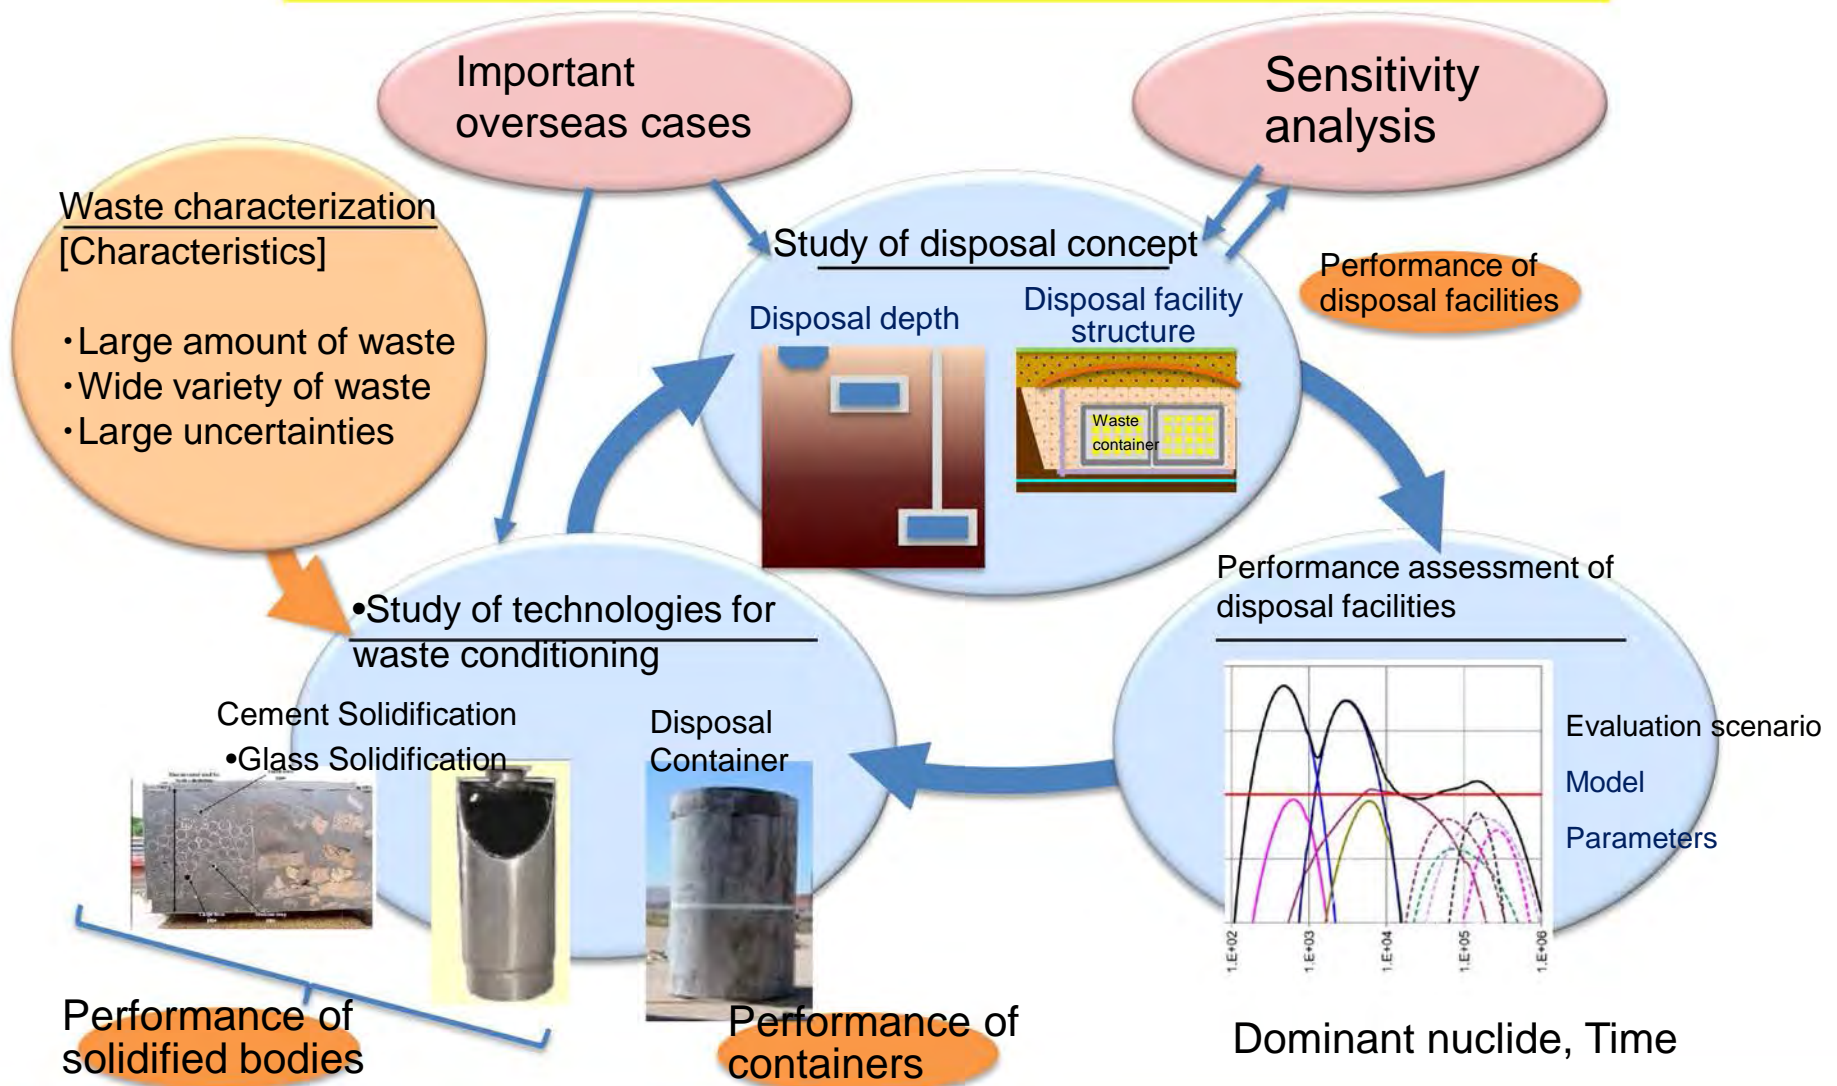 Important
overseas cases
Sensitivity
analysis
Waste characterization
[Characteristics]
・Large amount of waste
・Wide variety of waste
・Large uncertainties
Study of disposal concept
Disposal depth
Disposal facility
structure
Waste
container
Performance of
disposal facilities
•Study of technologies for
waste conditioning
Cement Solidification
•Glass Solidification
Disposal
Container
Performance of
solidified bodies
Performance of
containers
Performance assessment of
disposal facilities
Evaluation scenario
Model
Parameters
1.E+02
1.E+03
1.E+04
1.E+05
1.E+06
Dominant nuclide, Time